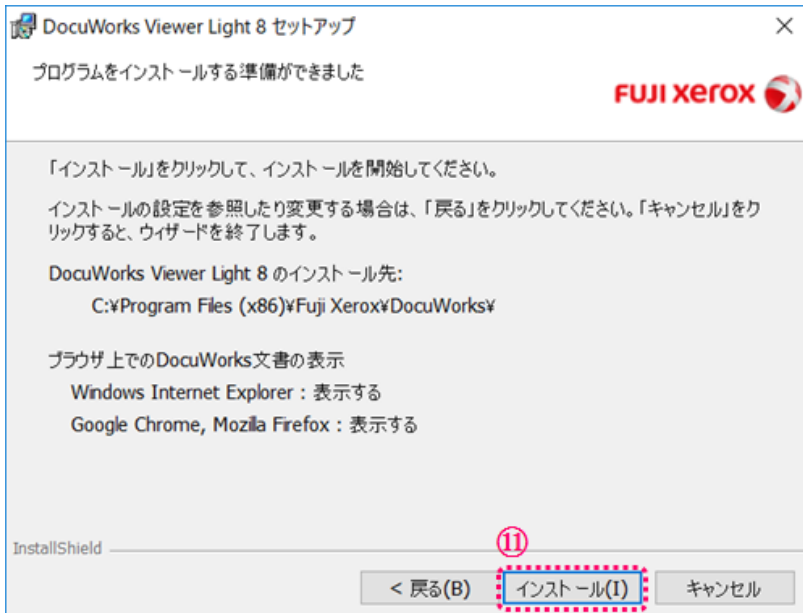 DocuWorks Viewer Light 8 セットアップ
プログラムをインストールする準備ができました
FUJI xerox
「インストール」をクリックして、インストールを開始してください。
インストールの設定を参照したり変更する場合は、「戻る」をクリックしてください。「キャンセル」をク
リックすると、ウィザードを終了します。
DocuWorks Viewer Light 8 のインストール先:
C:¥Program Files (x86)¥Fuji Xerox¥DocuWorks¥
ブラウザ上でのDocuWorks文書の表示
Windows Internet Explorer : 表示する
Google Chrome, Mozilla Firefox : 表示する
InstallShield
⑪
< 戻る(B) インストール(I) キャンセル